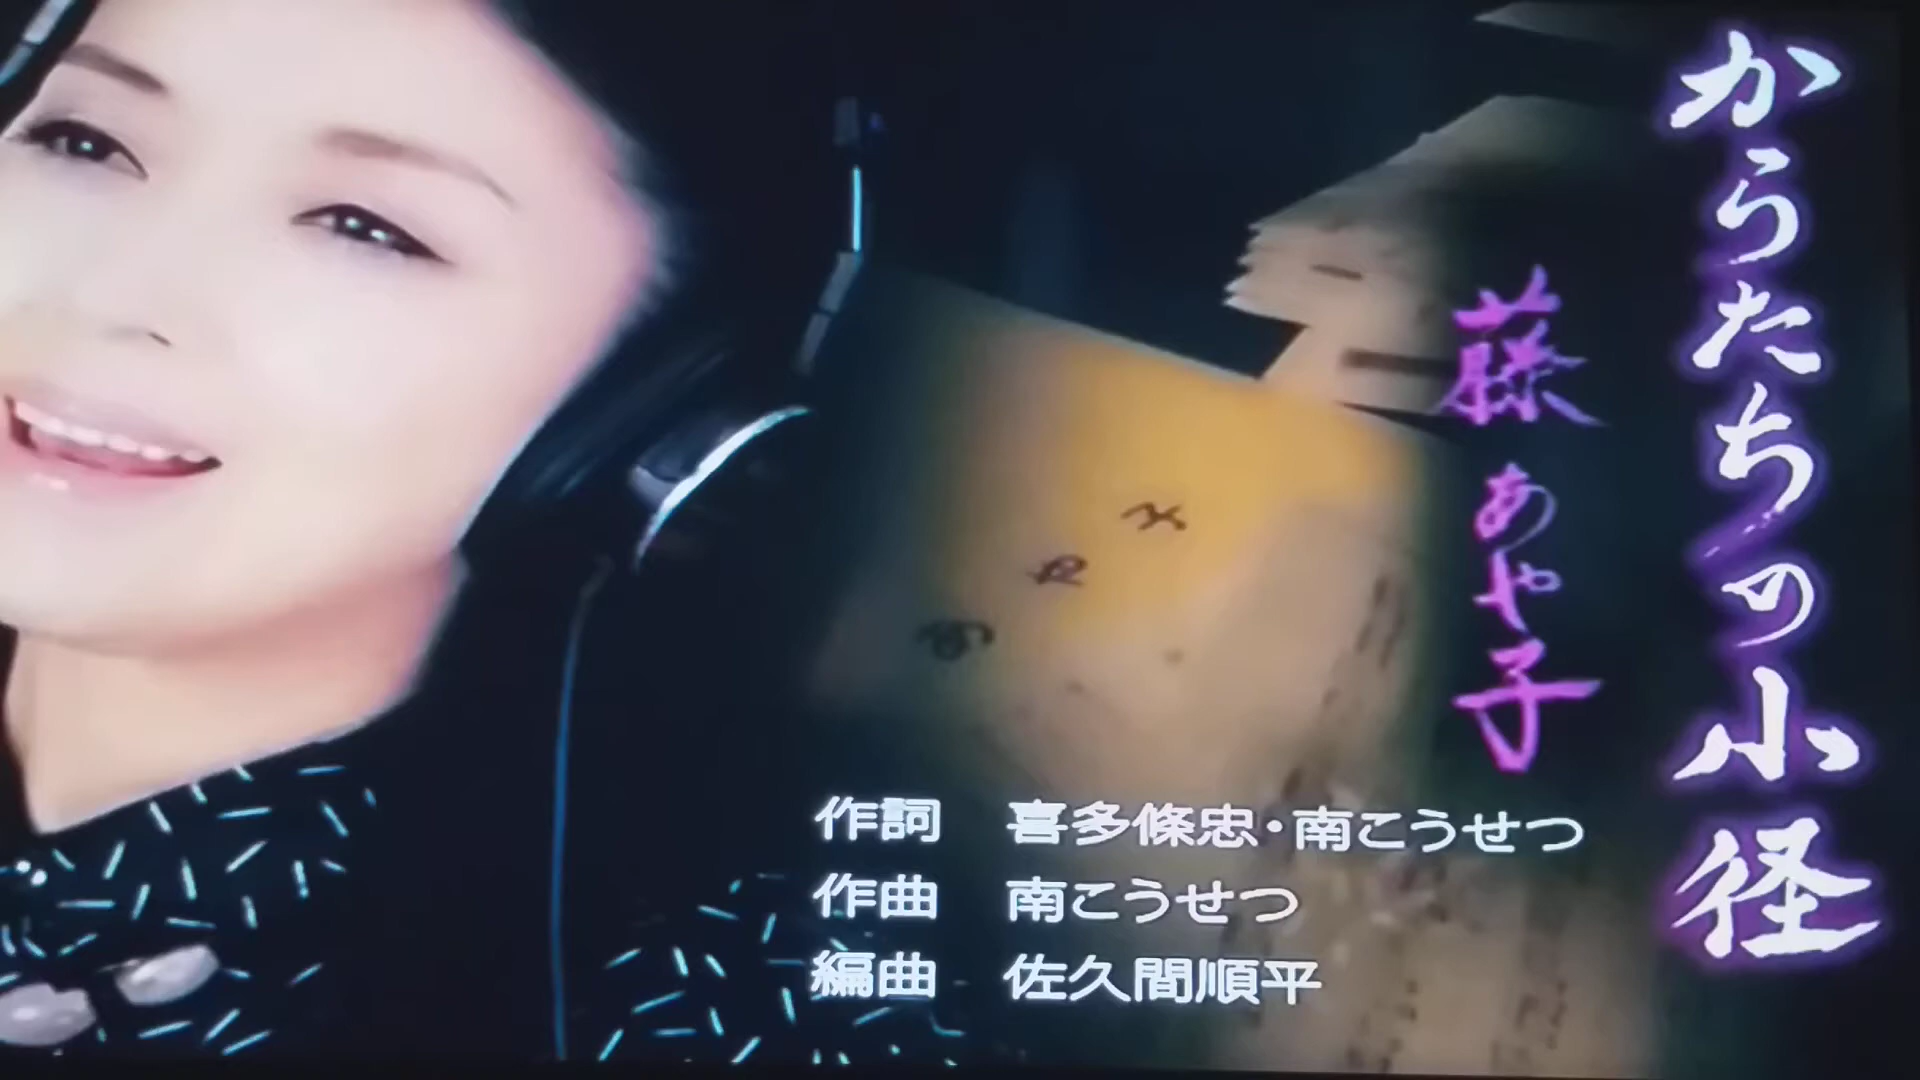 からたちの小径
藤あや子
作詞 喜多條忠・南こうせつ
作曲 南こうせつ
編曲 佐久間順平